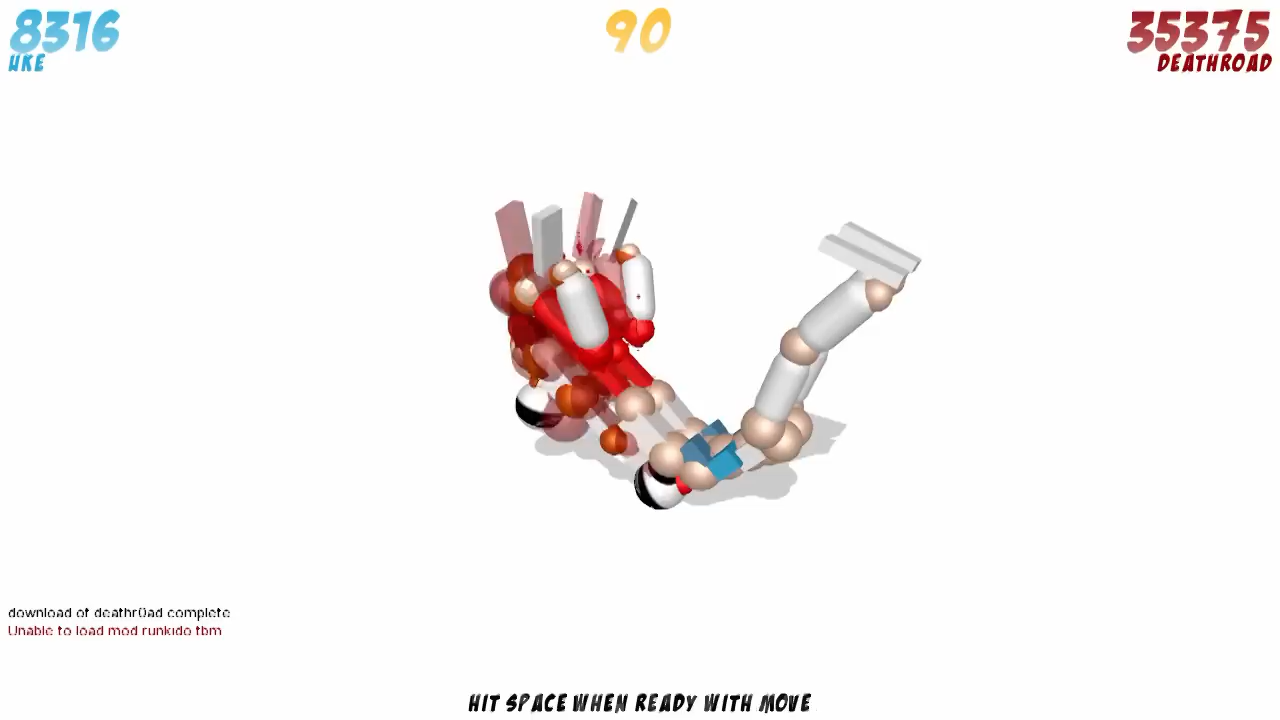 8316
UKE
90
35375
DEATHROAD
download of deathr0ad complete
Unable to load mod runkido tbm
HIT SPACE WHEN READY WITH MOVE